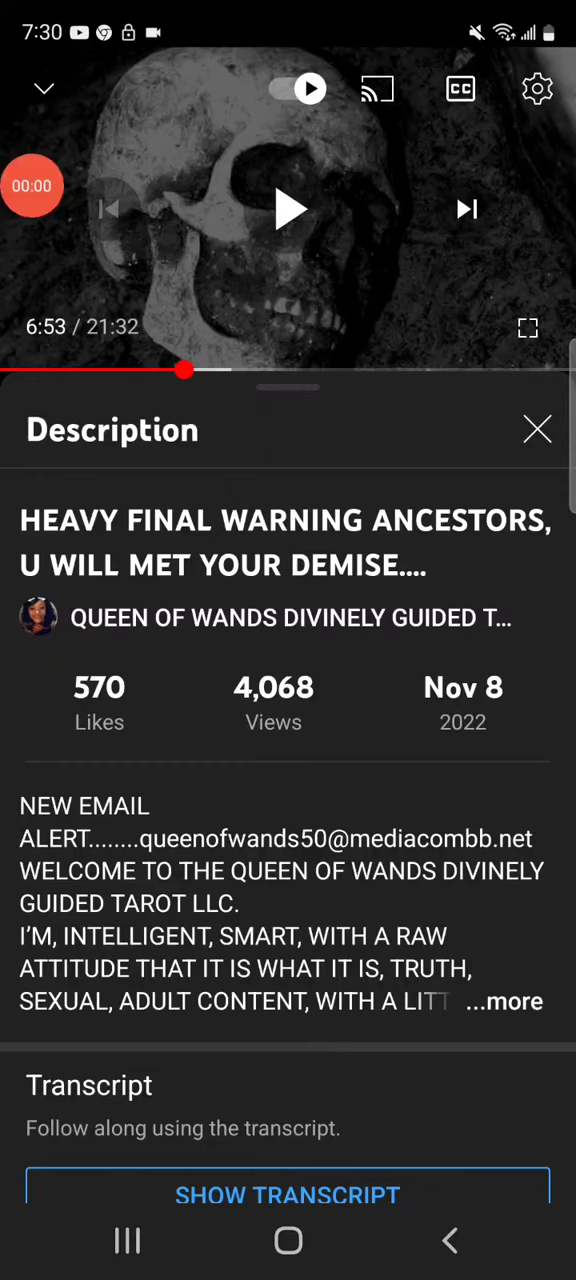 7:30
00:00
CC
6:53 / 21:32
Description
HEAVY FINAL WARNING ANCESTORS,
U WILL MET YOUR DEMISE....
QUEEN OF WANDS DIVINELY GUIDED T...
570 4,068 Nov 8
Likes Views 2022
NEW EMAIL
ALERT........queenofwands50@mediacombb.net
WELCOME TO THE QUEEN OF WANDS DIVINELY
GUIDED TAROT LLC.
I'M, INTELLIGENT, SMART, WITH A RAW
ATTITUDE THAT IT IS WHAT IT IS, TRUTH,
SEXUAL, ADULT CONTENT, WITH A LITT ...more
Transcript
Follow along using the transcript.
SHOW TRANSCRIPT